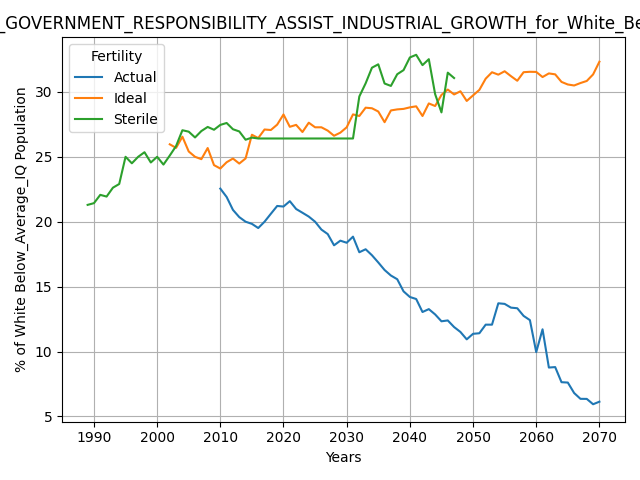 _GOVERNMENT_RESPONSIBILITY_ASSIST_INDUSTRIAL_GROWTH_for_White_Be
Fertility
Actual
Ideal
Sterile
% of White Below_Average_IQ Population
30
25
20
15
10
5
1990 2000 2010 2020 2030 2040 2050 2060 2070
Years